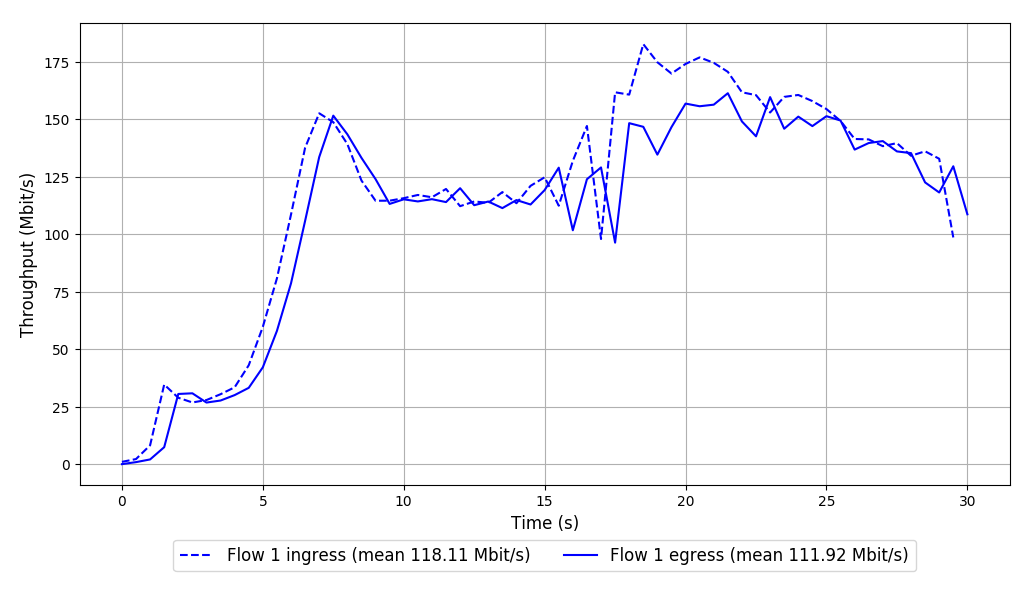 Throughput (Mbit/s)
175
150
125
100
75
50
25
0
0 5 10 15 20 25 30
Time (s)
Flow 1 ingress (mean 118.11 Mbit/s) Flow 1 egress (mean 111.92 Mbit/s)